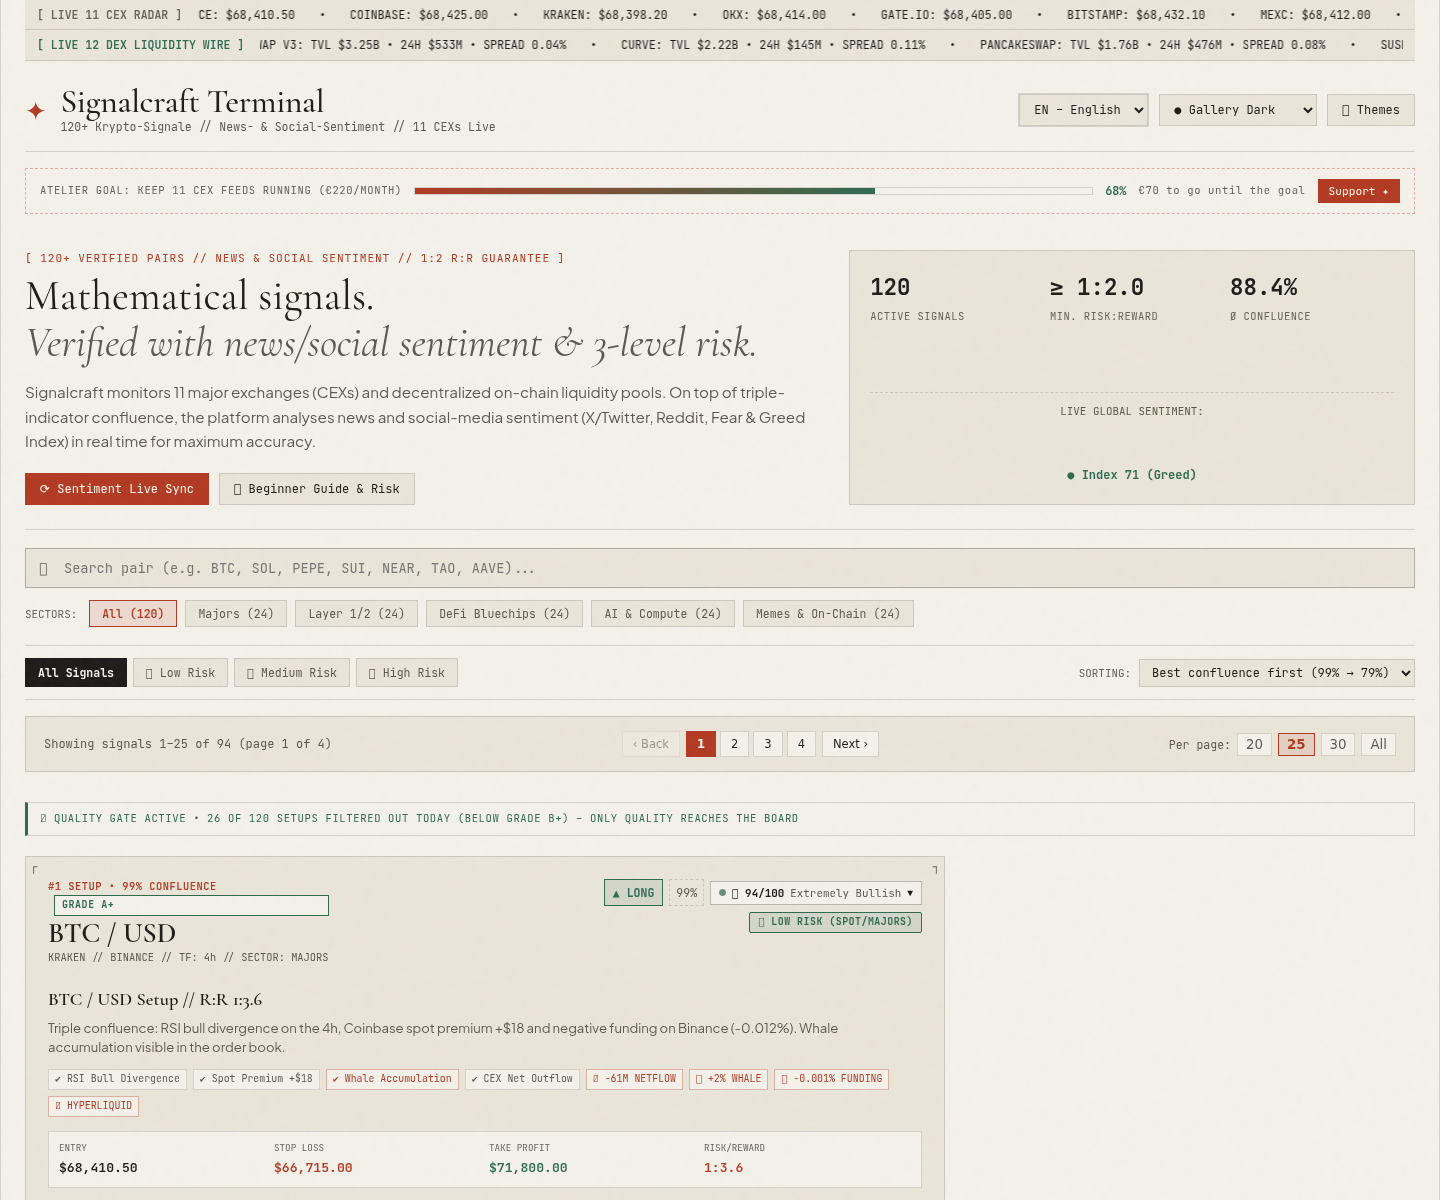 [ LIVE 11 CEX RADAR ] CE: $68,410.50 • COINBASE: $68,425.00 • KRAKEN: $68,398.20 • OKX: $68,414.00 • GATE.IO: $68,405.00 • BITSTAMP: $68,432.10 • MEXC: $68,412.00 •
[ LIVE 12 DEX LIQUIDITY WIRE ] AP V3: TVL $3.25B • 24H $533M • SPREAD 0.04% • CURVE: TVL $2.22B • 24H $145M • SPREAD 0.11% • PANCAKESWAP: TVL $1.76B • 24H $476M • SPREAD 0.08% •
Signalcraft Terminal
120+ Krypto-Signale // News- & Social-Sentiment // 11 CEXs Live
EN – English
● Gallery Dark
Themes
ATELIER GOAL: KEEP 11 CEX FEEDS RUNNING (€220/MONTH)
68%
€70 to go until the goal
Support ✦
[ 120+ VERIFIED PAIRS // NEWS & SOCIAL SENTIMENT // 1:2 R:R GUARANTEE ]
Mathematical signals.
Verified with news/social sentiment & 3-level risk.
Signalcraft monitors 11 major exchanges (CEXs) and decentralized on-chain liquidity pools. On top of triple-
indicator confluence, the platform analyses news and social-media sentiment (X/Twitter, Reddit, Fear & Greed
Index) in real time for maximum accuracy.
⟳ Sentiment Live Sync
Beginner Guide & Risk
120
ACTIVE SIGNALS
≥ 1:2.0
MIN. RISK:REWARD
88.4%
Ø CONFLUENCE
LIVE GLOBAL SENTIMENT:
● Index 71 (Greed)
Search pair (e.g. BTC, SOL, PEPE, SUI, NEAR, TAO, AAVE)...
SECTORS: All (120) Majors (24) Layer 1/2 (24) DeFi Bluechips (24) AI & Compute (24) Memes & On-Chain (24)
All Signals Low Risk Medium Risk High Risk
SORTING: Best confluence first (99% → 79%)
Showing signals 1–25 of 94 (page 1 of 4)
‹ Back 1 2 3 4 Next ›
Per page: 20 25 30 All
QUALITY GATE ACTIVE • 26 OF 120 SETUPS FILTERED OUT TODAY (BELOW GRADE B+) – ONLY QUALITY REACHES THE BOARD
#1 SETUP • 99% CONFLUENCE
GRADE A+
BTC / USD
KRAKEN // BINANCE // TF: 4h // SECTOR: MAJORS
▲ LONG
99%
94/100 Extremely Bullish ▼
LOW RISK (SPOT/MAJORS)
BTC / USD Setup // R:R 1:3.6
Triple confluence: RSI bull divergence on the 4h, Coinbase spot premium +$18 and negative funding on Binance (-0.012%). Whale
accumulation visible in the order book.
✔ RSI Bull Divergence ✔ Spot Premium +$18 ✔ Whale Accumulation ✔ CEX Net Outflow -61M NETFLOW +2% WHALE -0.001% FUNDING
HYPERLIQUID
ENTRY
$68,410.50
STOP LOSS
$66,715.00
TAKE PROFIT
$71,800.00
RISK/REWARD
1:3.6